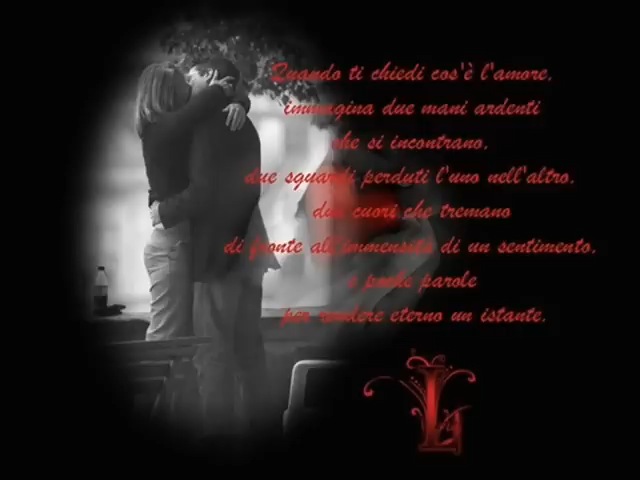 Quando ti chiedi cos'è l'amore,
immagina due mani ardenti
che si incontrano,
due sguardi perduti l'uno nell'altro,
due cuori che tremano
di fronte all'immensità di un sentimento,
e poche parole
per rendere eterno un istante.
L